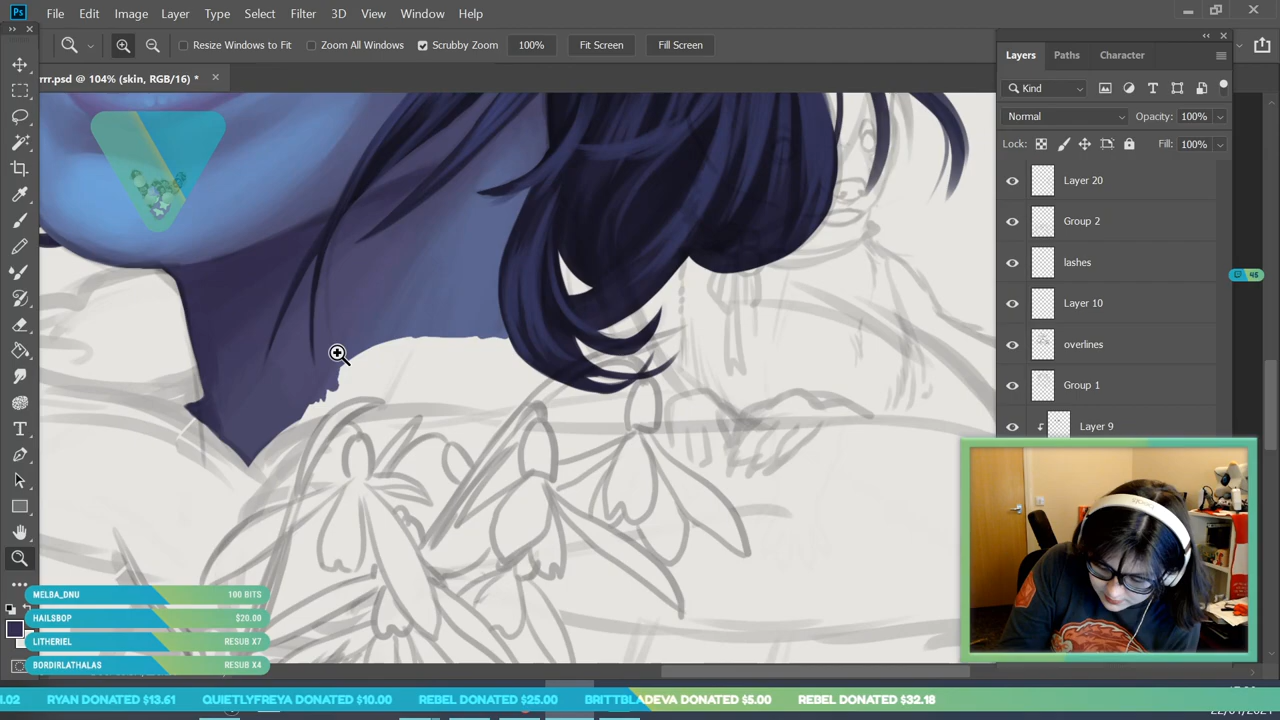 Ps File Edit Image Layer Type Select Filter 3D View Window Help
Resize Windows to Fit Zoom All Windows Scrubby Zoom 100% Fit Screen Fill Screen
rrr.psd @ 104% (skin, RGB/16) *
Layers Paths Character
Kind
Normal Opacity: 100%
Lock: Fill: 100%
Layer 20
Group 2
lashes
Layer 10
overlines
Group 1
Layer 9
MELBA_DNU 100 BITS
HAILSBOP $20.00
LITHERIEL RESUB X7
BORDIRLATHALAS RESUB X4
1.02 RYAN DONATED $13.61 QUIETLYFREYA DONATED $10.00 REBEL DONATED $25.00 BRITTBLADEVA DONATED $5.00 REBEL DONATED $32.18